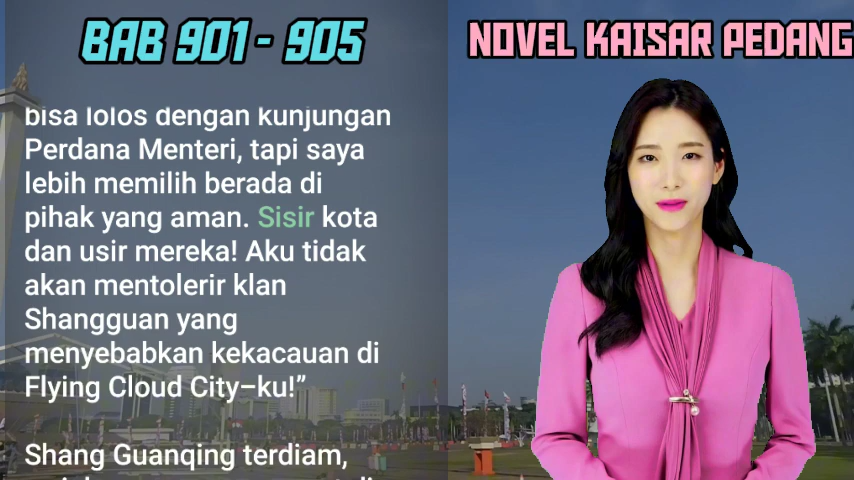 BAB 901 - 905
NOVEL KAISAR PEDANG
bisa lolos dengan kunjungan
Perdana Menteri, tapi saya
lebih memilih berada di
pihak yang aman. Sisir kota
dan usir mereka! Aku tidak
akan mentolerir klan
Shangguan yang
menyebabkan kekacauan di
Flying Cloud City–ku!”
Shang Guanqing terdiam,